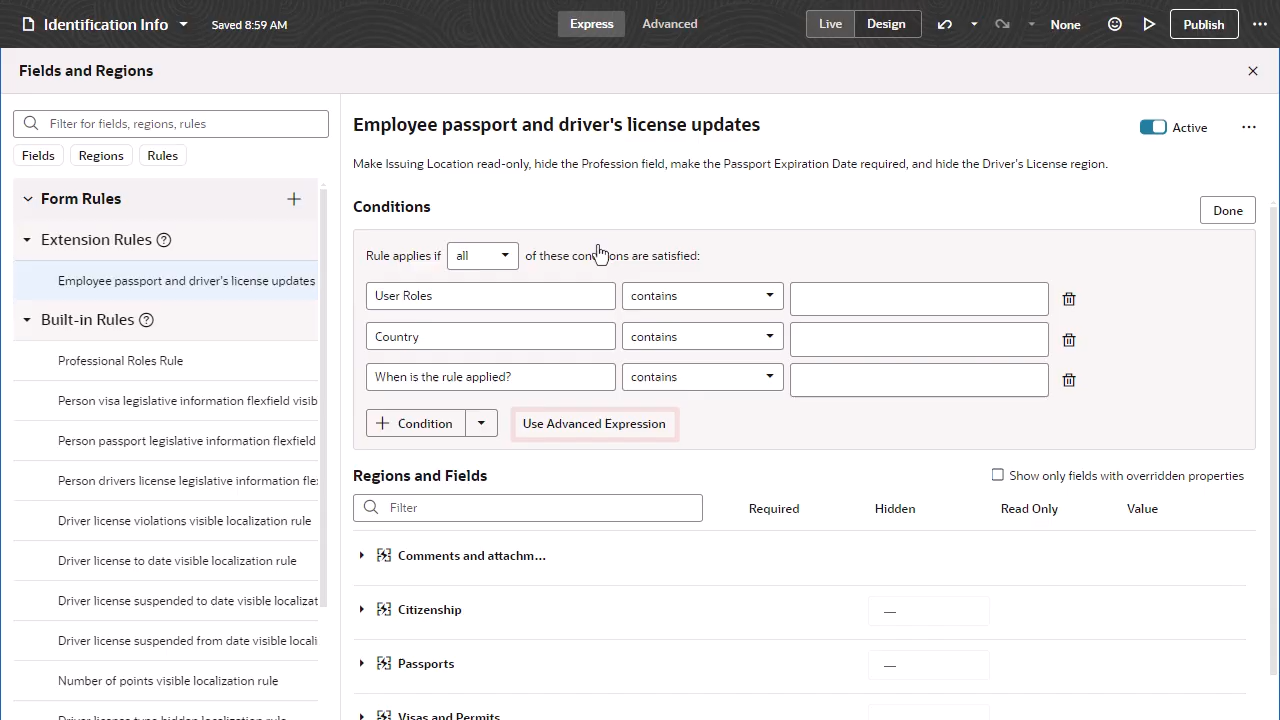 Identification Info
Saved 8:59 AM
Express
Advanced
Live
Design
None
Publish
Fields and Regions
Filter for fields, regions, rules
Fields
Regions
Rules
Form Rules
Extension Rules
Employee passport and driver's license updates
Built-in Rules
Professional Roles Rule
Person visa legislative information flexfield visib
Person passport legislative information flexfield
Person drivers license legislative information fle
Driver license violations visible localization rule
Driver license to date visible localization rule
Driver license suspended to date visible localizat
Driver license suspended from date visible locali
Number of points visible localization rule
Driver license type hidden localization rule
Employee passport and driver's license updates
Active
Make Issuing Location read-only, hide the Profession field, make the Passport Expiration Date required, and hide the Driver's License region.
Conditions
Done
Rule applies if all of these conditions are satisfied:
User Roles contains
Country contains
When is the rule applied? contains
Condition
Use Advanced Expression
Regions and Fields
Show only fields with overridden properties
Filter
Required
Hidden
Read Only
Value
Comments and attachm...
Citizenship
—
Passports
—
Visas and Permits